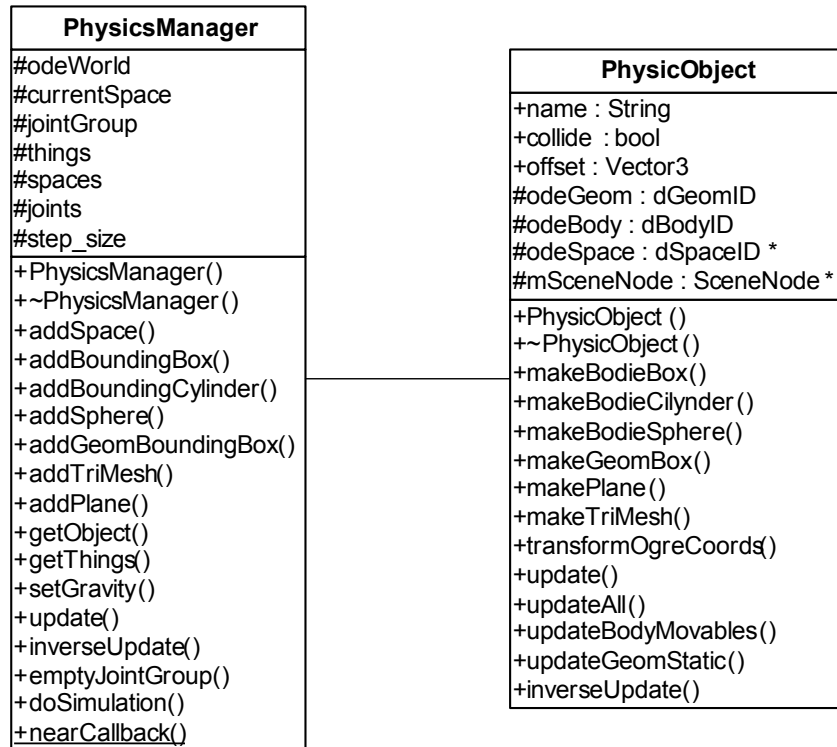 PhysicsManager
#odeWorld
#currentSpace
#jointGroup
#things
#spaces
#joints
#step_size
+PhysicsManager()
+~PhysicsManager()
+addSpace()
+addBoundingBox()
+addBoundingCylinder()
+addSphere()
+addGeomBoundingBox()
+addTriMesh()
+addPlane()
+getObject()
+getThings()
+setGravity()
+update()
+inverseUpdate()
+emptyJointGroup()
+doSimulation()
+nearCallback()
PhysicObject
+name : String
+collide : bool
+offset : Vector3
#odeGeom : dGeomID
#odeBody : dBodyID
#odeSpace : dSpaceID *
#mSceneNode : SceneNode *
+PhysicObject ()
+~PhysicObject ()
+makeBodieBox()
+makeBodieCilynder()
+makeBodieSphere()
+makeGeomBox()
+makePlane()
+makeTriMesh()
+transformOgreCoords()
+update()
+updateAll()
+updateBodyMovables()
+updateGeomStatic()
+inverseUpdate()